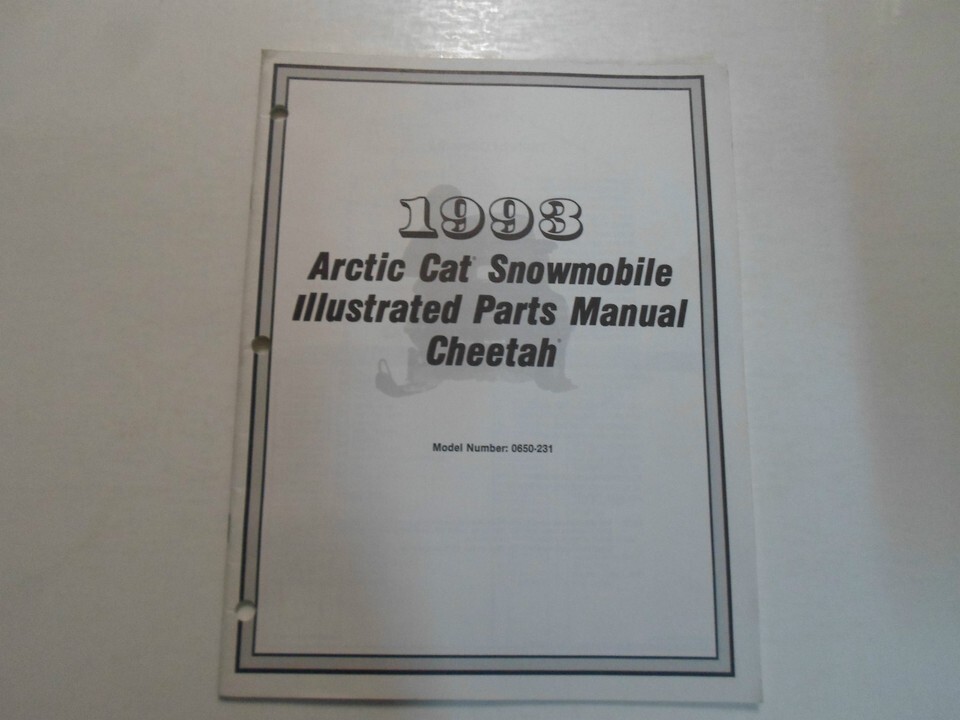 1993
Arctic Cat® Snowmobile
Illustrated Parts Manual
Cheetah®
Model Number: 0650-231